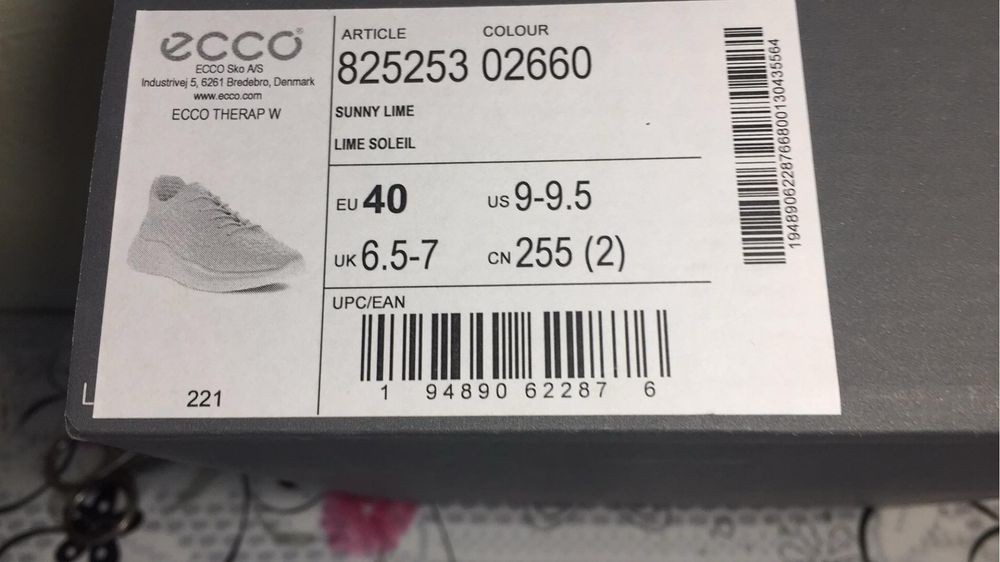 ecco
ECCO Sko A/S
Industrivej 5, 6261 Bredebro, Denmark
www.ecco.com
ECCO THERAP W
221
ARTICLE COLOUR
825253 02660
SUNNY LIME
LIME SOLEIL
EU 40 US 9-9.5
UK 6.5-7 CN 255 (2)
UPC/EAN
1 94890 62287 6
1948906228766800130435564
L